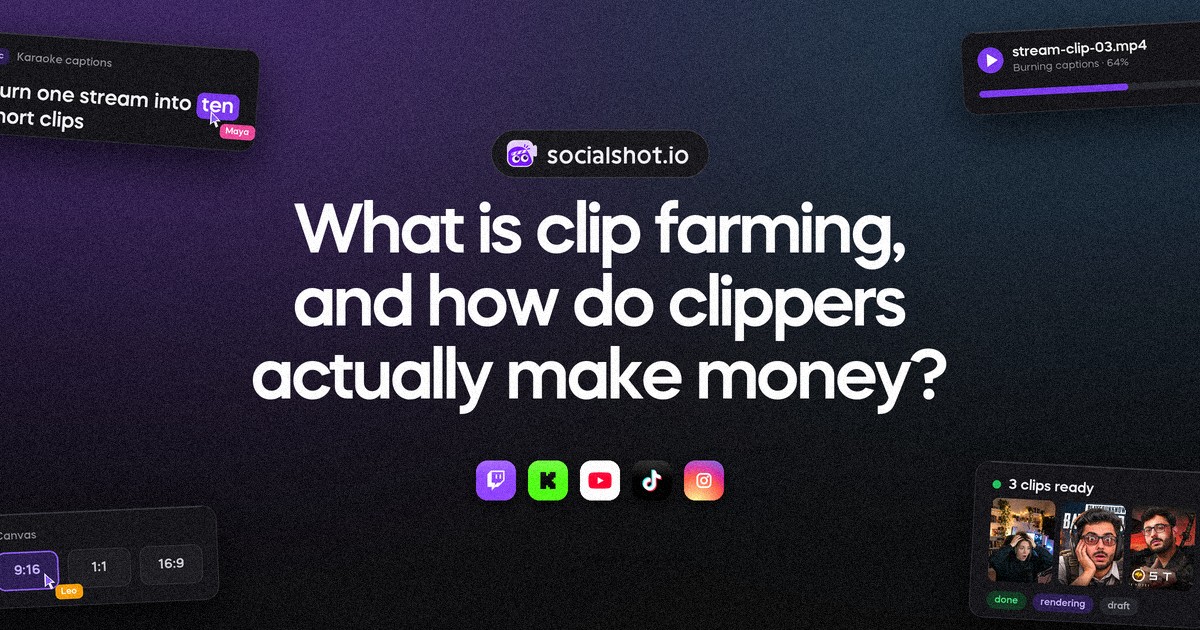 Karaoke captions
urn one stream into ten
hort clips
Maya
stream-clip-03.mp4
Burning captions · 64%
socialshot.io
What is clip farming,
and how do clippers
actually make money?
Canvas
9:16
1:1
16:9
Leo
3 clips ready
done
rendering
draft